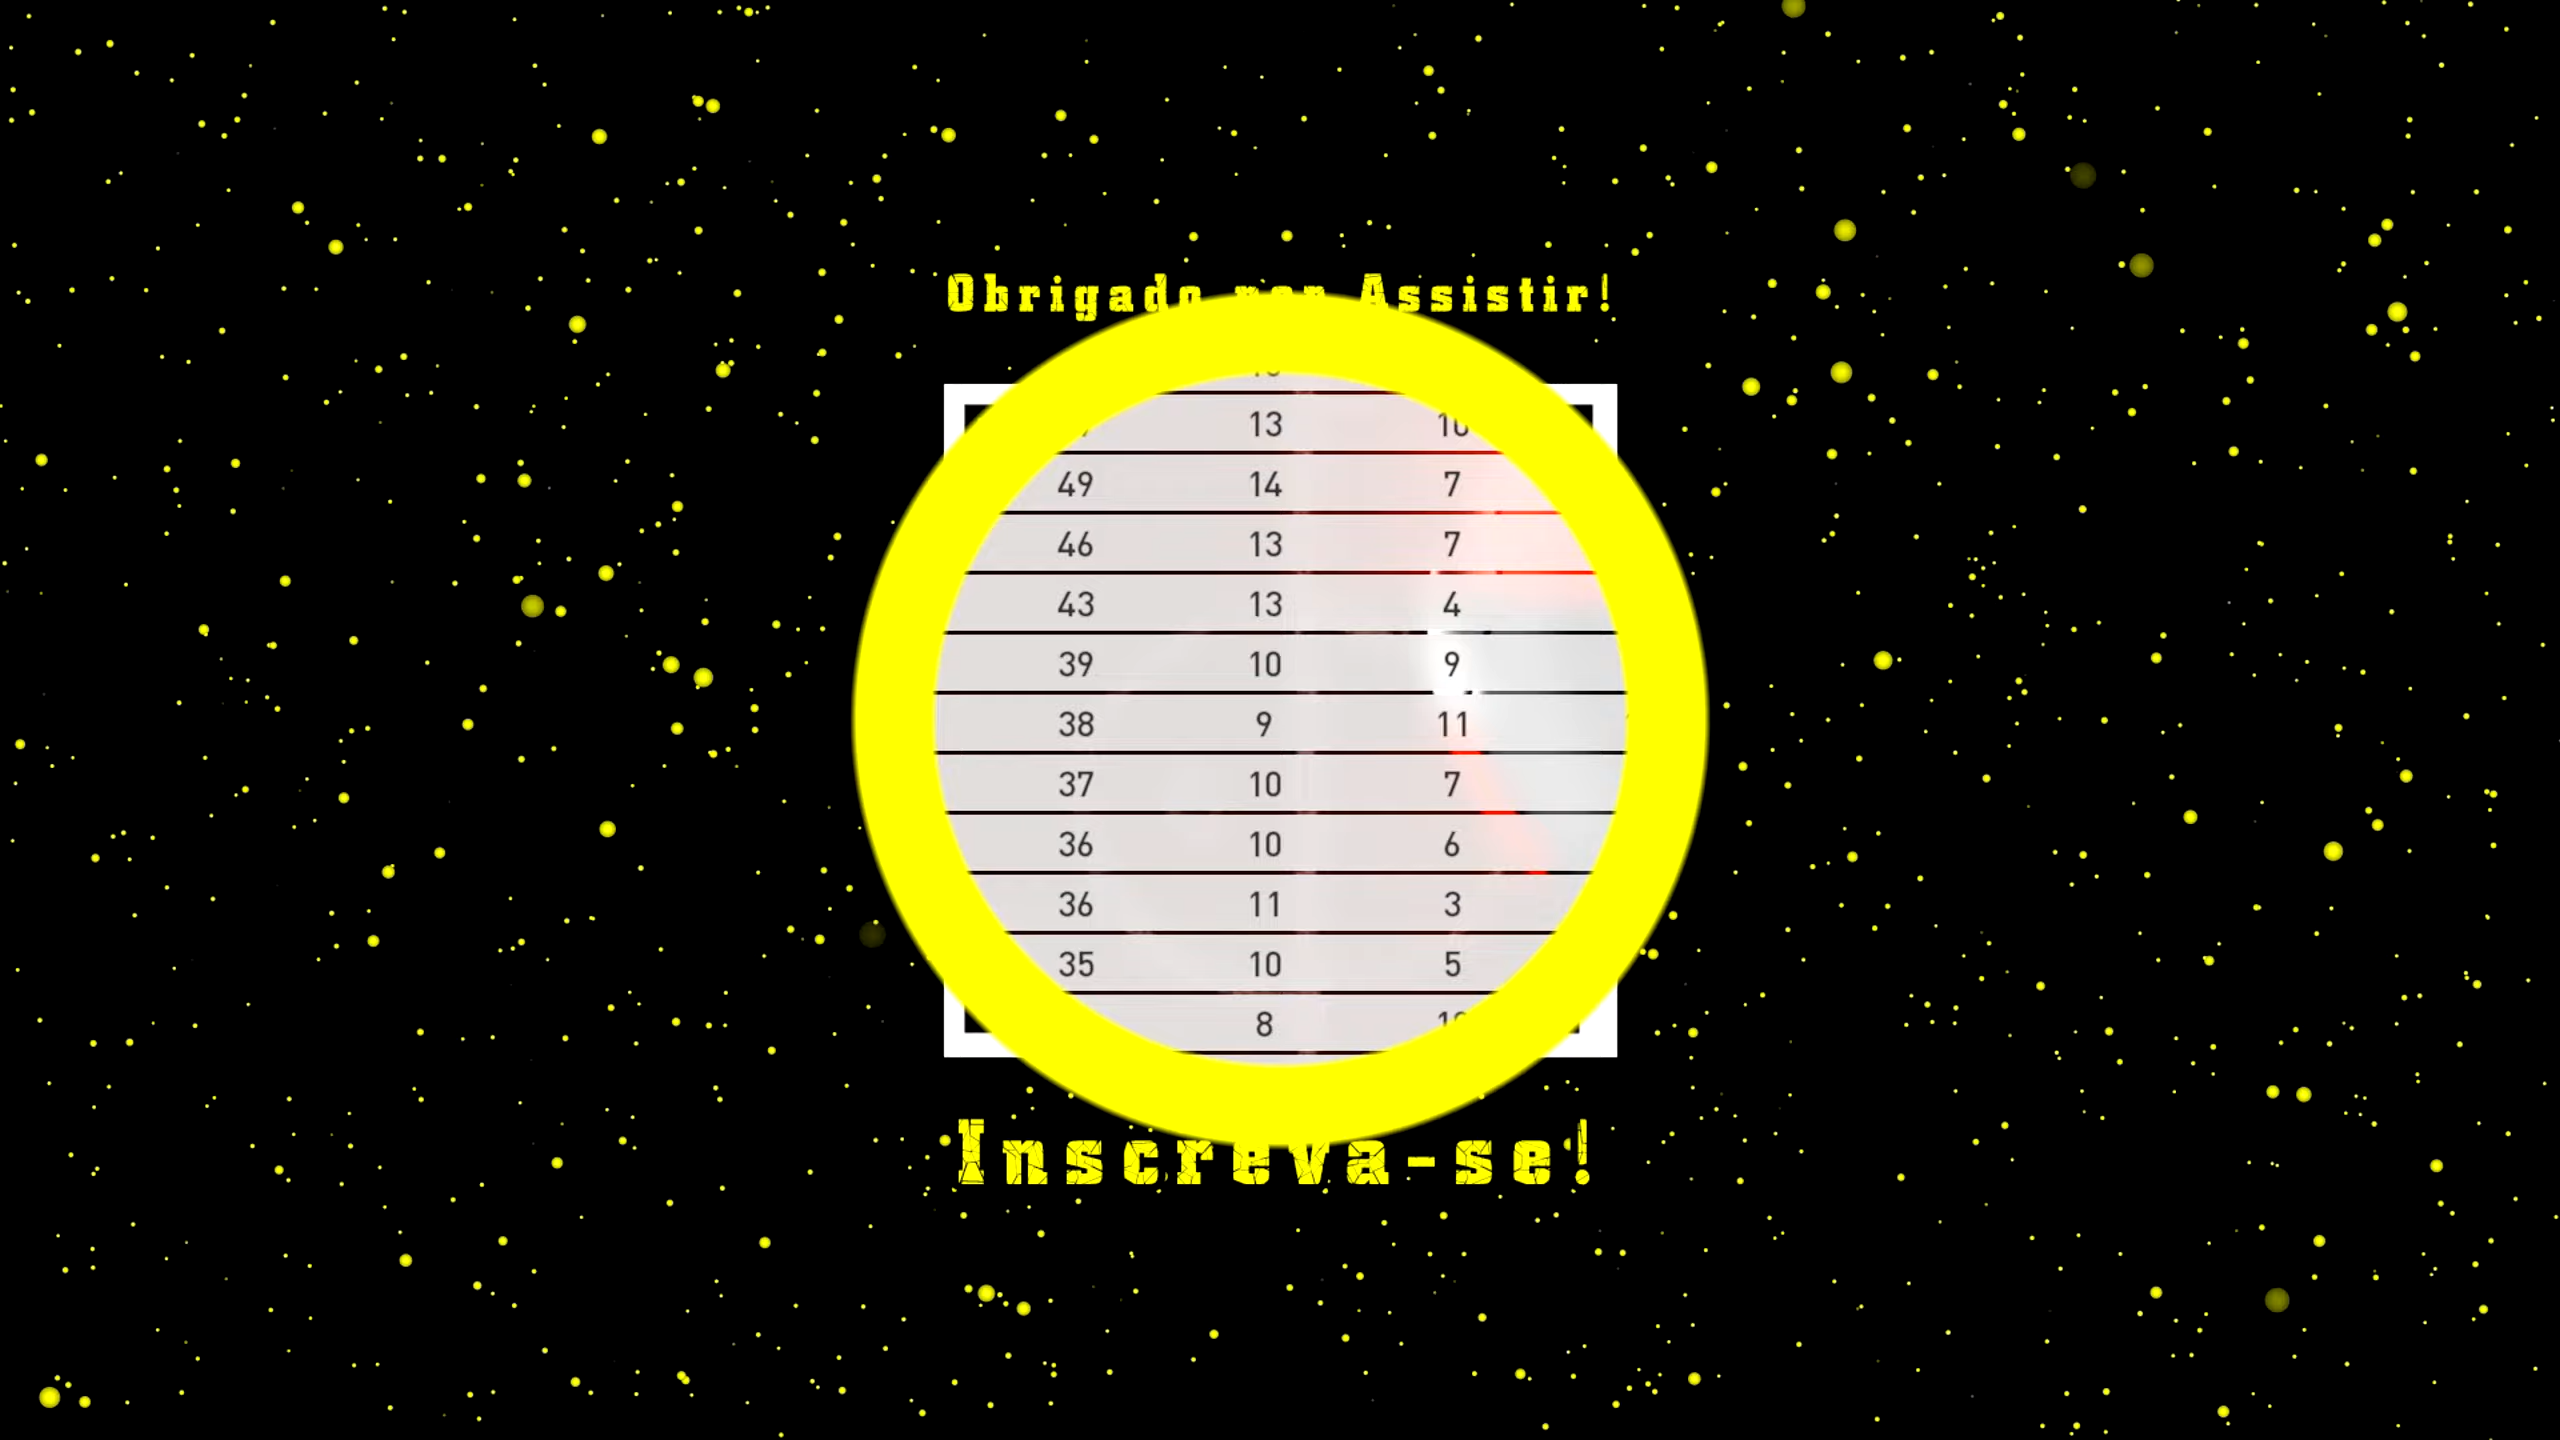 Obrigado por Assistir!
13
49 14 7
46 13 7
43 13 4
39 10 9
38 9 11
37 10 7
36 10 6
36 11 3
35 10 5
8
Inscreva-se!